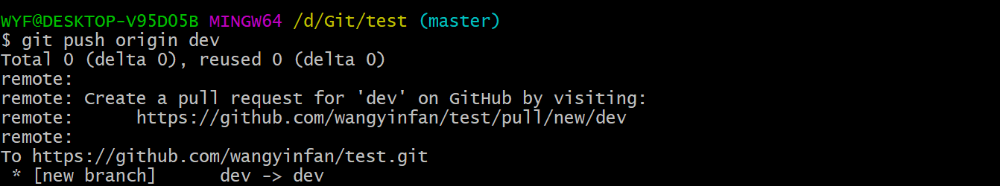 WYF@DESKTOP-V95DO5B MINGW64 /d/Git/test (master)
$ git push origin dev
Total 0 (delta 0), reused 0 (delta 0)
remote:
remote: Create a pull request for 'dev' on GitHub by visiting:
remote:      https://github.com/wangyinfan/test/pull/new/dev
remote:
To https://github.com/wangyinfan/test.git
 * [new branch]      dev -> dev